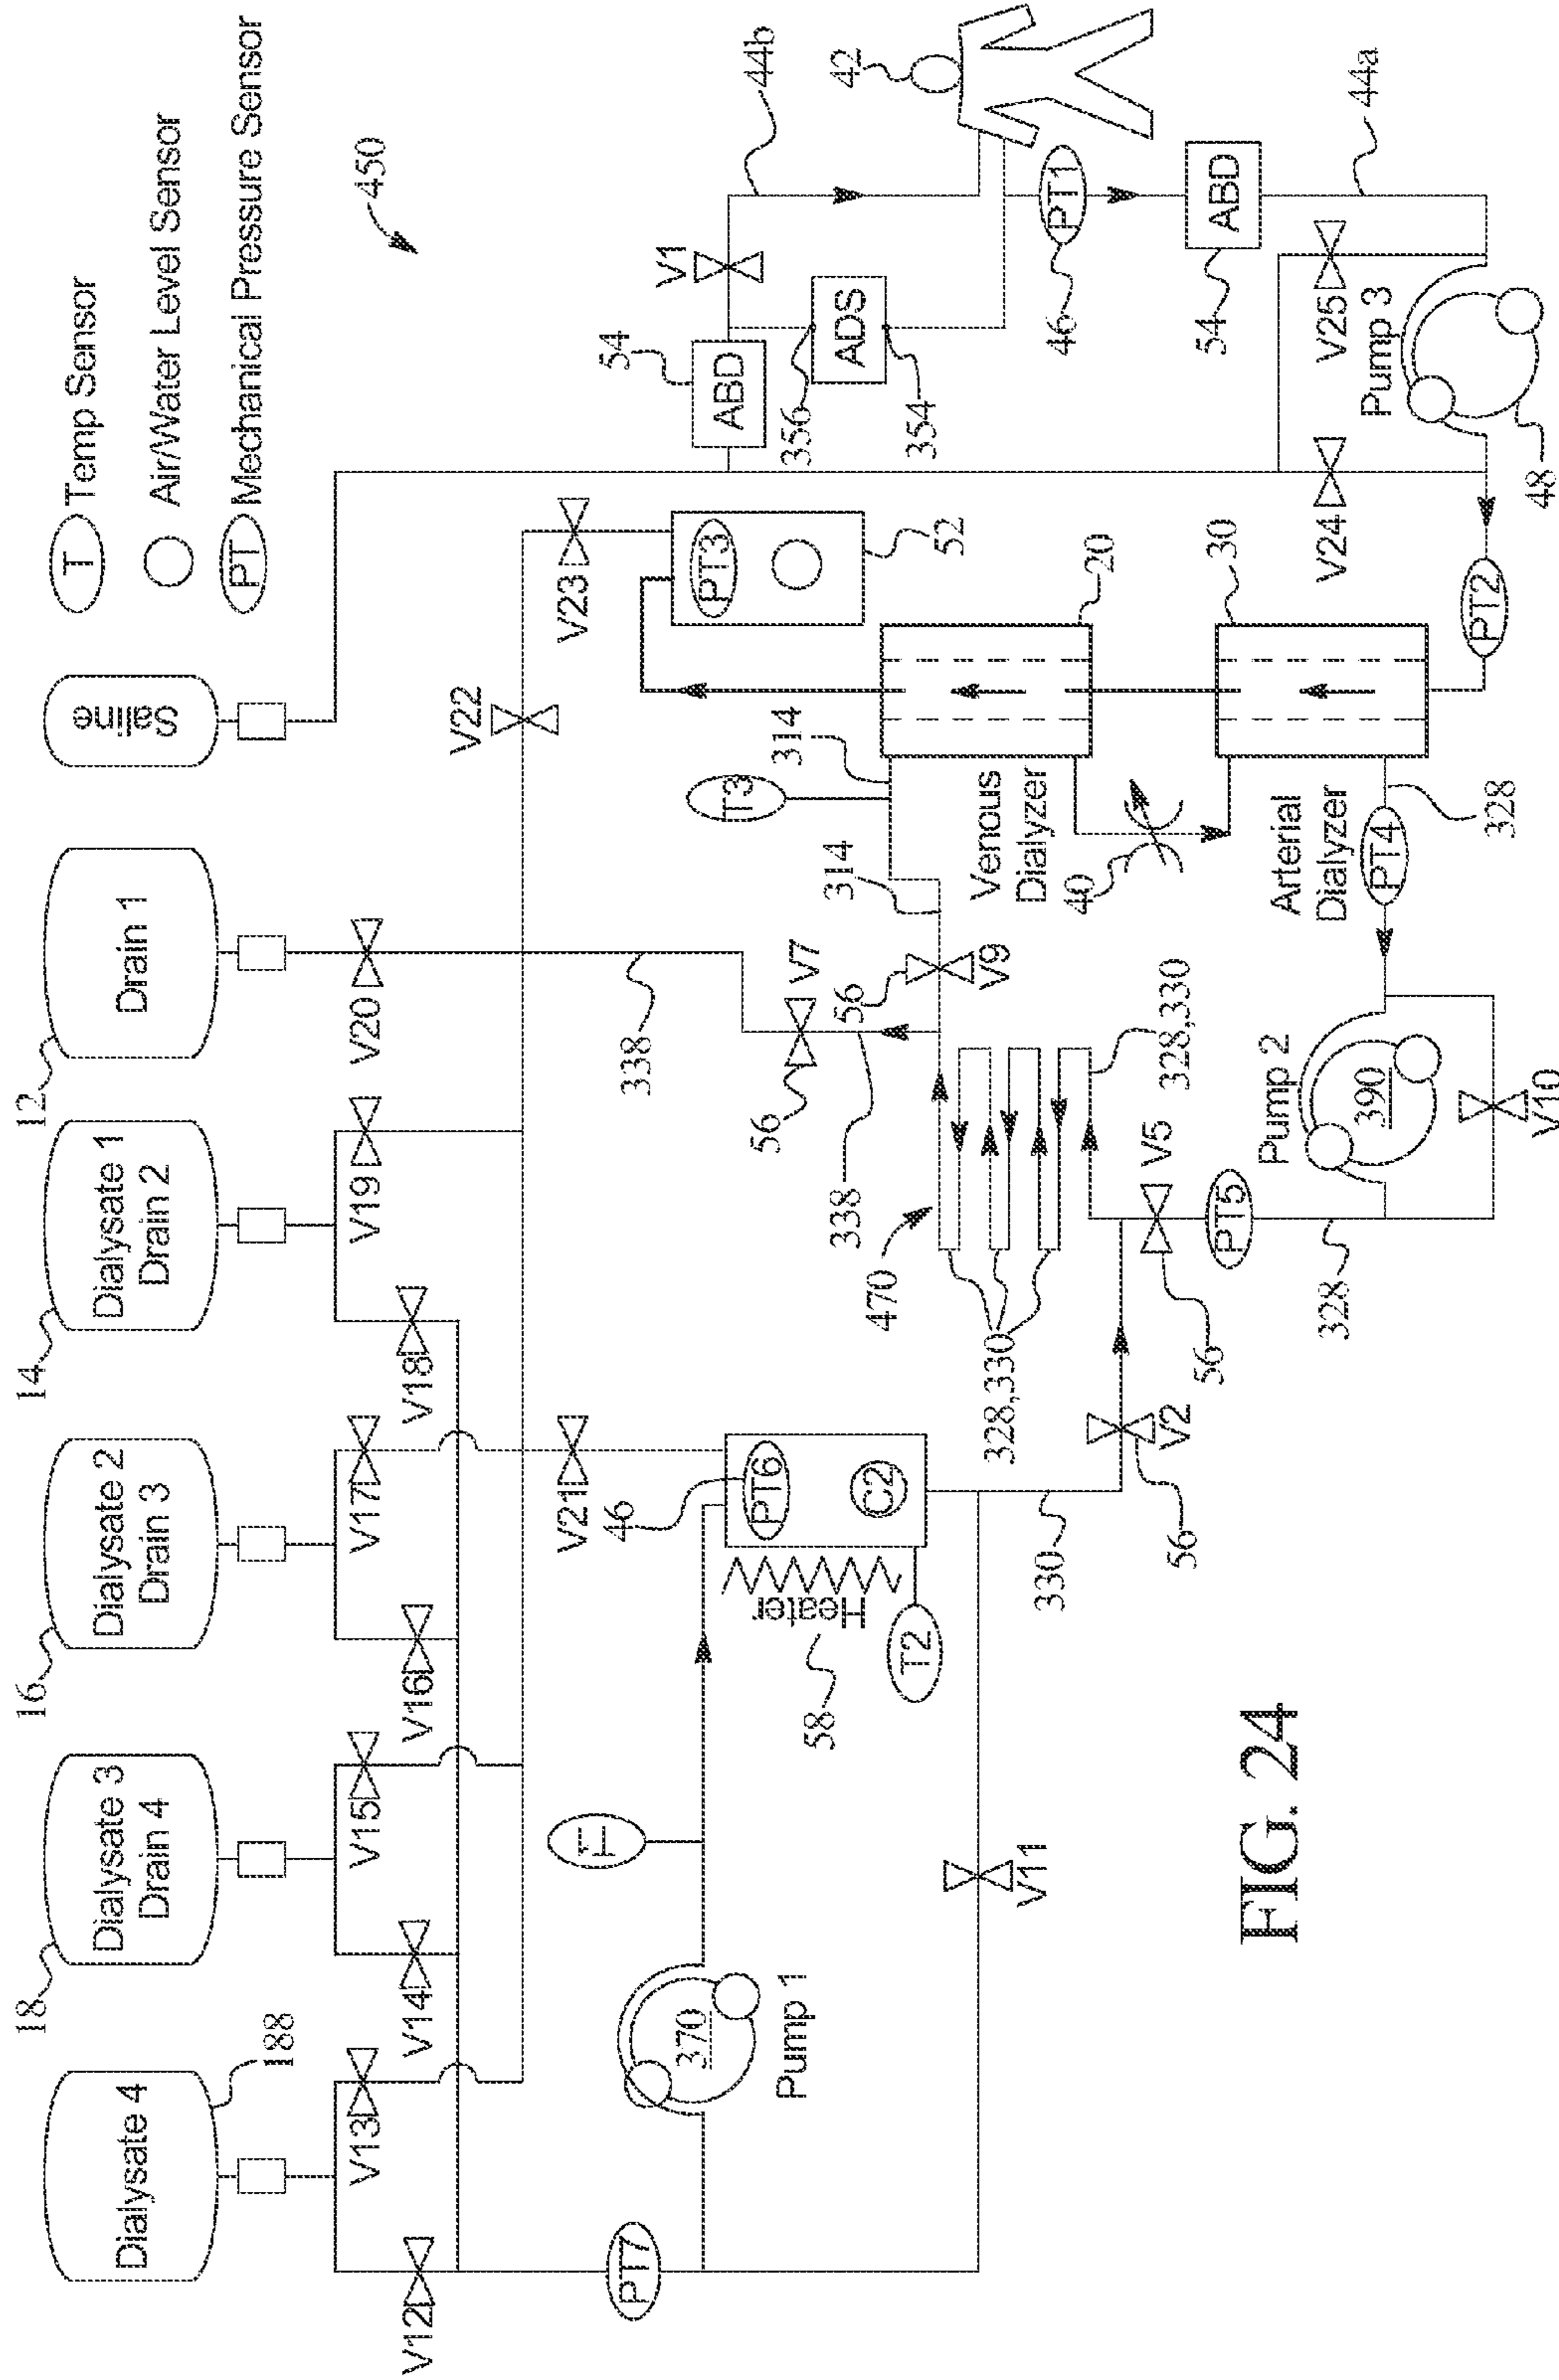 T Temp Sensor
Air/Water Level Sensor
PT Mechanical Pressure Sensor
450
Dialysate 4
188
Dialysate 3
Drain 4
18
Dialysate 2
Drain 3
16
Dialysate 1
Drain 2
14
Drain 1
12
Saline
V12
V13
V14
V15
V16
V17
V18
V19
V20
V22
V23
V21
PT7
T1
370
Pump 1
V11
46
PT6
C2
Heater
58
T2
330
V2
56
338
V7
56
338
V9
56
314
314
T3
470
328,330
328,330
V5
56
PT5
328
Pump 2
390
V10
PT4
328
Venous
Dialyzer
40
Arterial
Dialyzer
20
30
PT3
52
PT2
54
ABD
V1
44b
356
ADS
354
42
PT1
46
ABD
54
44a
V24
V25
Pump 3
48
FIG. 24